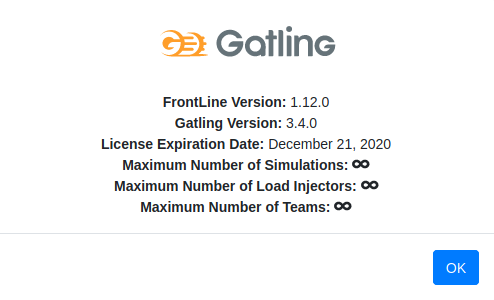 Gatling
FrontLine Version: 1.12.0
Gatling Version: 3.4.0
License Expiration Date: December 21, 2020
Maximum Number of Simulations: ∞
Maximum Number of Load Injectors: ∞
Maximum Number of Teams: ∞
OK